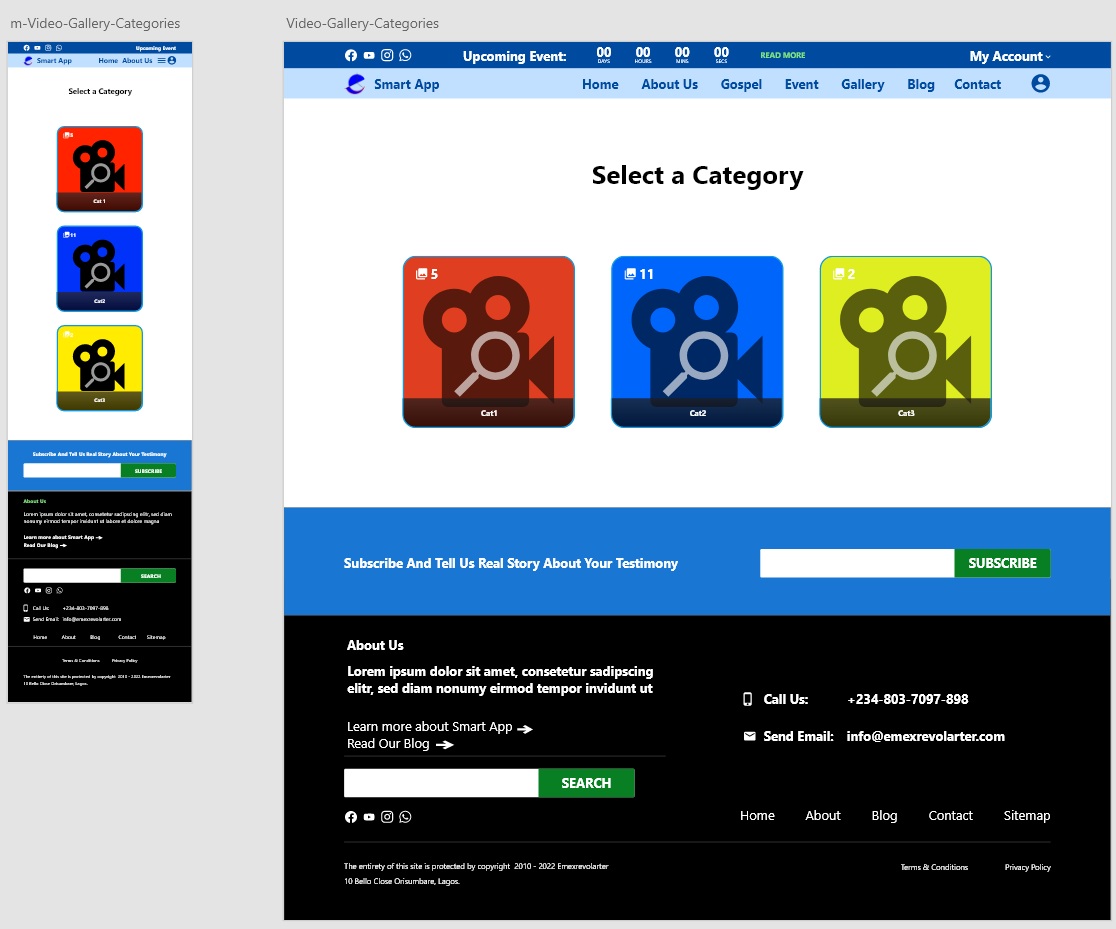 m-Video-Gallery-Categories
Upcoming Event
Smart App Home About Us
Select a Category
5
Cat 1
11
Cat2
Cat3
Subscribe And Tell Us Real Story About Your Testimony
SUBSCRIBE
About Us
Lorem ipsum dolor sit amet, consetetur sadipscing elitr, sed diam
nonumy eirmod tempor invidunt ut labore et dolore magna
Learn more about Smart App
Read Our Blog
SEARCH
Call Us: +234-803-7097-898
Send Email: info@emexrevolarter.com
Home About Blog Contact Sitemap
Terms & Conditions Privacy Policy
The entirety of this site is protected by copyright 2010 - 2022 Emexrevolarter
10 Bello Close Orisumbare, Lagos.
Video-Gallery-Categories
Upcoming Event: 00 00 00 00 READ MORE My Account
DAYS HOURS MINS SECS
Smart App Home About Us Gospel Event Gallery Blog Contact
Select a Category
5 11 2
Cat1 Cat2 Cat3
Subscribe And Tell Us Real Story About Your Testimony SUBSCRIBE
About Us
Lorem ipsum dolor sit amet, consetetur sadipscing
elitr, sed diam nonumy eirmod tempor invidunt ut
Learn more about Smart App
Read Our Blog
SEARCH
Call Us: +234-803-7097-898
Send Email: info@emexrevolarter.com
Home About Blog Contact Sitemap
The entirety of this site is protected by copyright 2010 - 2022 Emexrevolarter
10 Bello Close Orisumbare, Lagos.
Terms & Conditions Privacy Policy